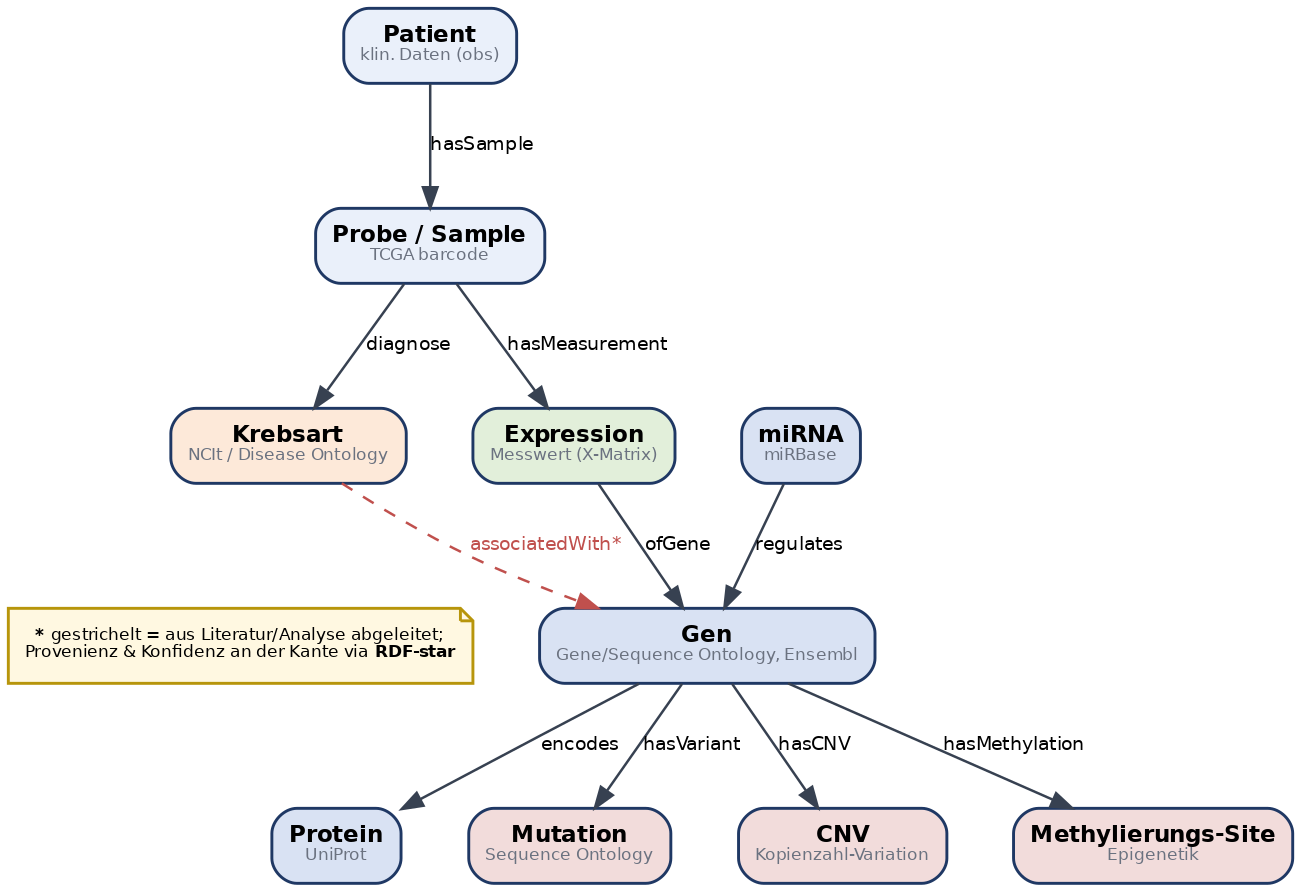 Patient
klin. Daten (obs)
hasSample
Probe / Sample
TCGA barcode
diagnose
hasMeasurement
Krebsart
NCIt / Disease Ontology
Expression
Messwert (X-Matrix)
miRNA
miRBase
associatedWith*
ofGene
regulates
* gestrichelt = aus Literatur/Analyse abgeleitet;
Provenienz & Konfidenz an der Kante via RDF-star
Gen
Gene/Sequence Ontology, Ensembl
encodes
hasVariant
hasCNV
hasMethylation
Protein
UniProt
Mutation
Sequence Ontology
CNV
Kopienzahl-Variation
Methylierungs-Site
Epigenetik